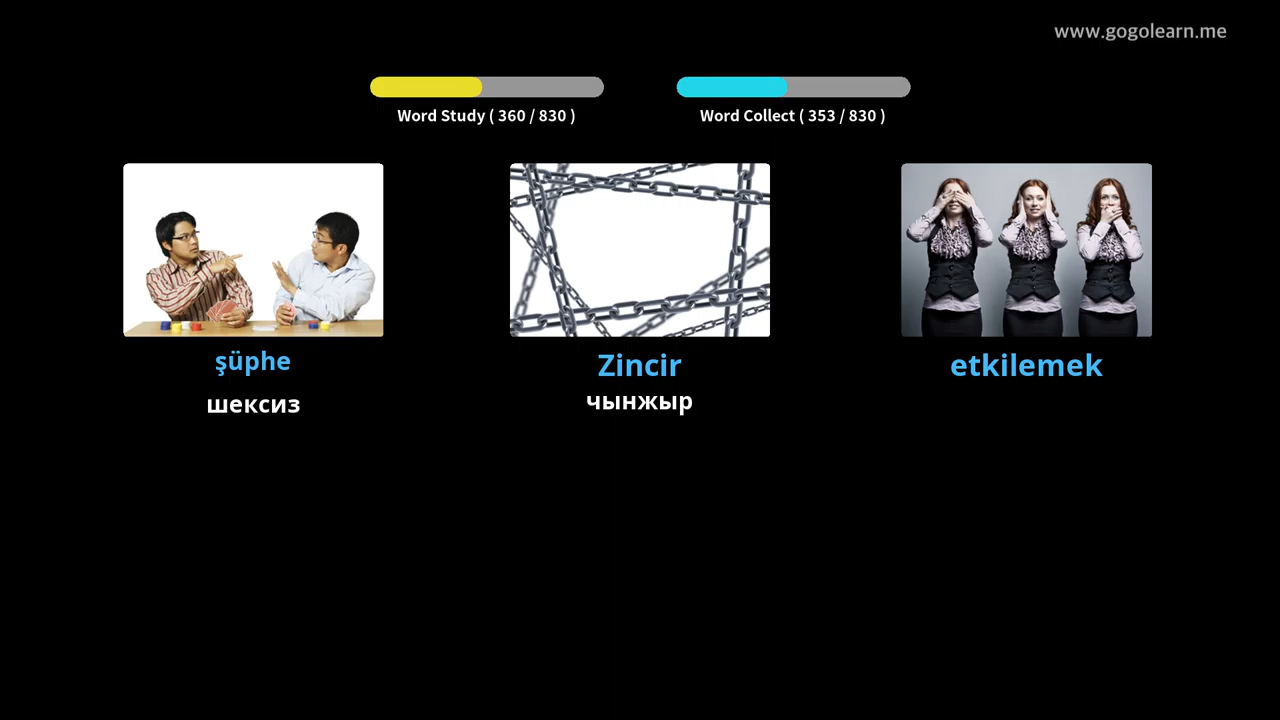 www.gogolearn.me
Word Study ( 360 / 830 )
Word Collect ( 353 / 830 )
şüphe
шексиз
Zincir
чынжыр
etkilemek